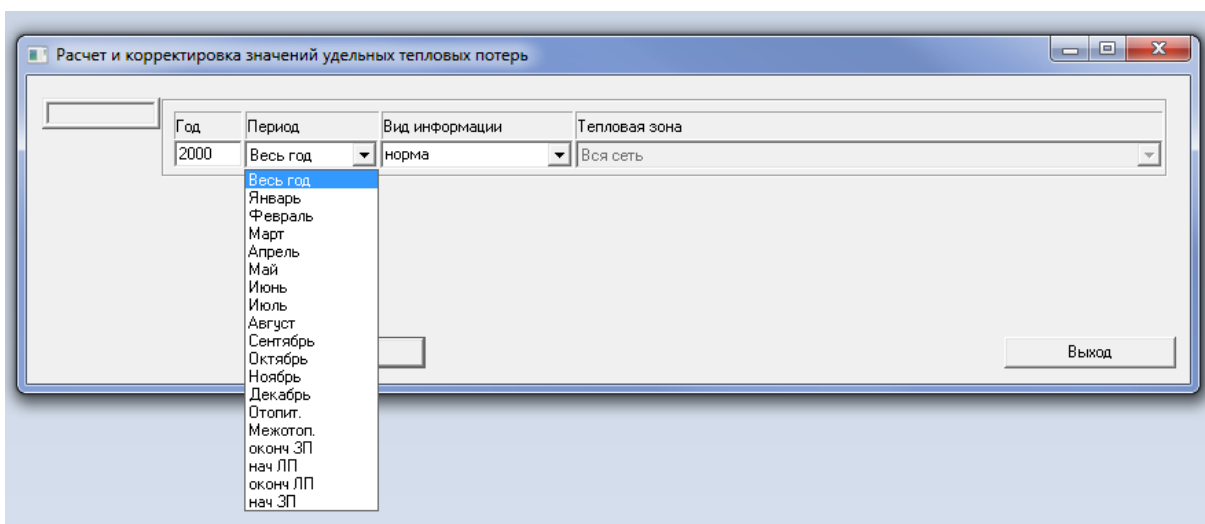 Расчет и корректировка значений удельных тепловых потерь
Год Период Вид информации Тепловая зона
2000 Весь год норма Вся сеть
Весь год
Январь
Февраль
Март
Апрель
Май
Июнь
Июль
Август
Сентябрь
Октябрь
Ноябрь
Декабрь
Отопит.
Межотоп.
оконч ЗП
нач ЛП
оконч ЛП
нач ЗП
Выход